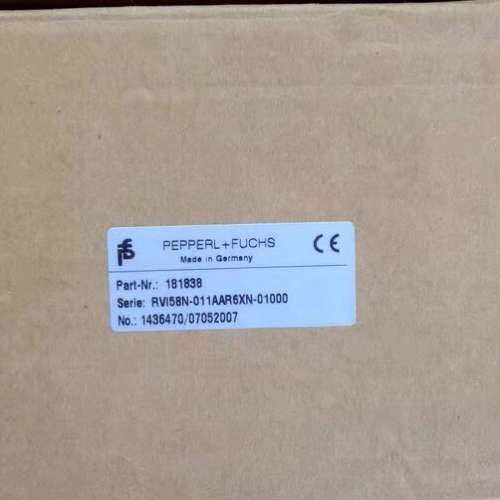 PEPPERL+FUCHS
Made in Germany
CE
Part-Nr.: 181838
Serie: RVI58N-011AAR6XN-01000
No.: 1436470/07052007